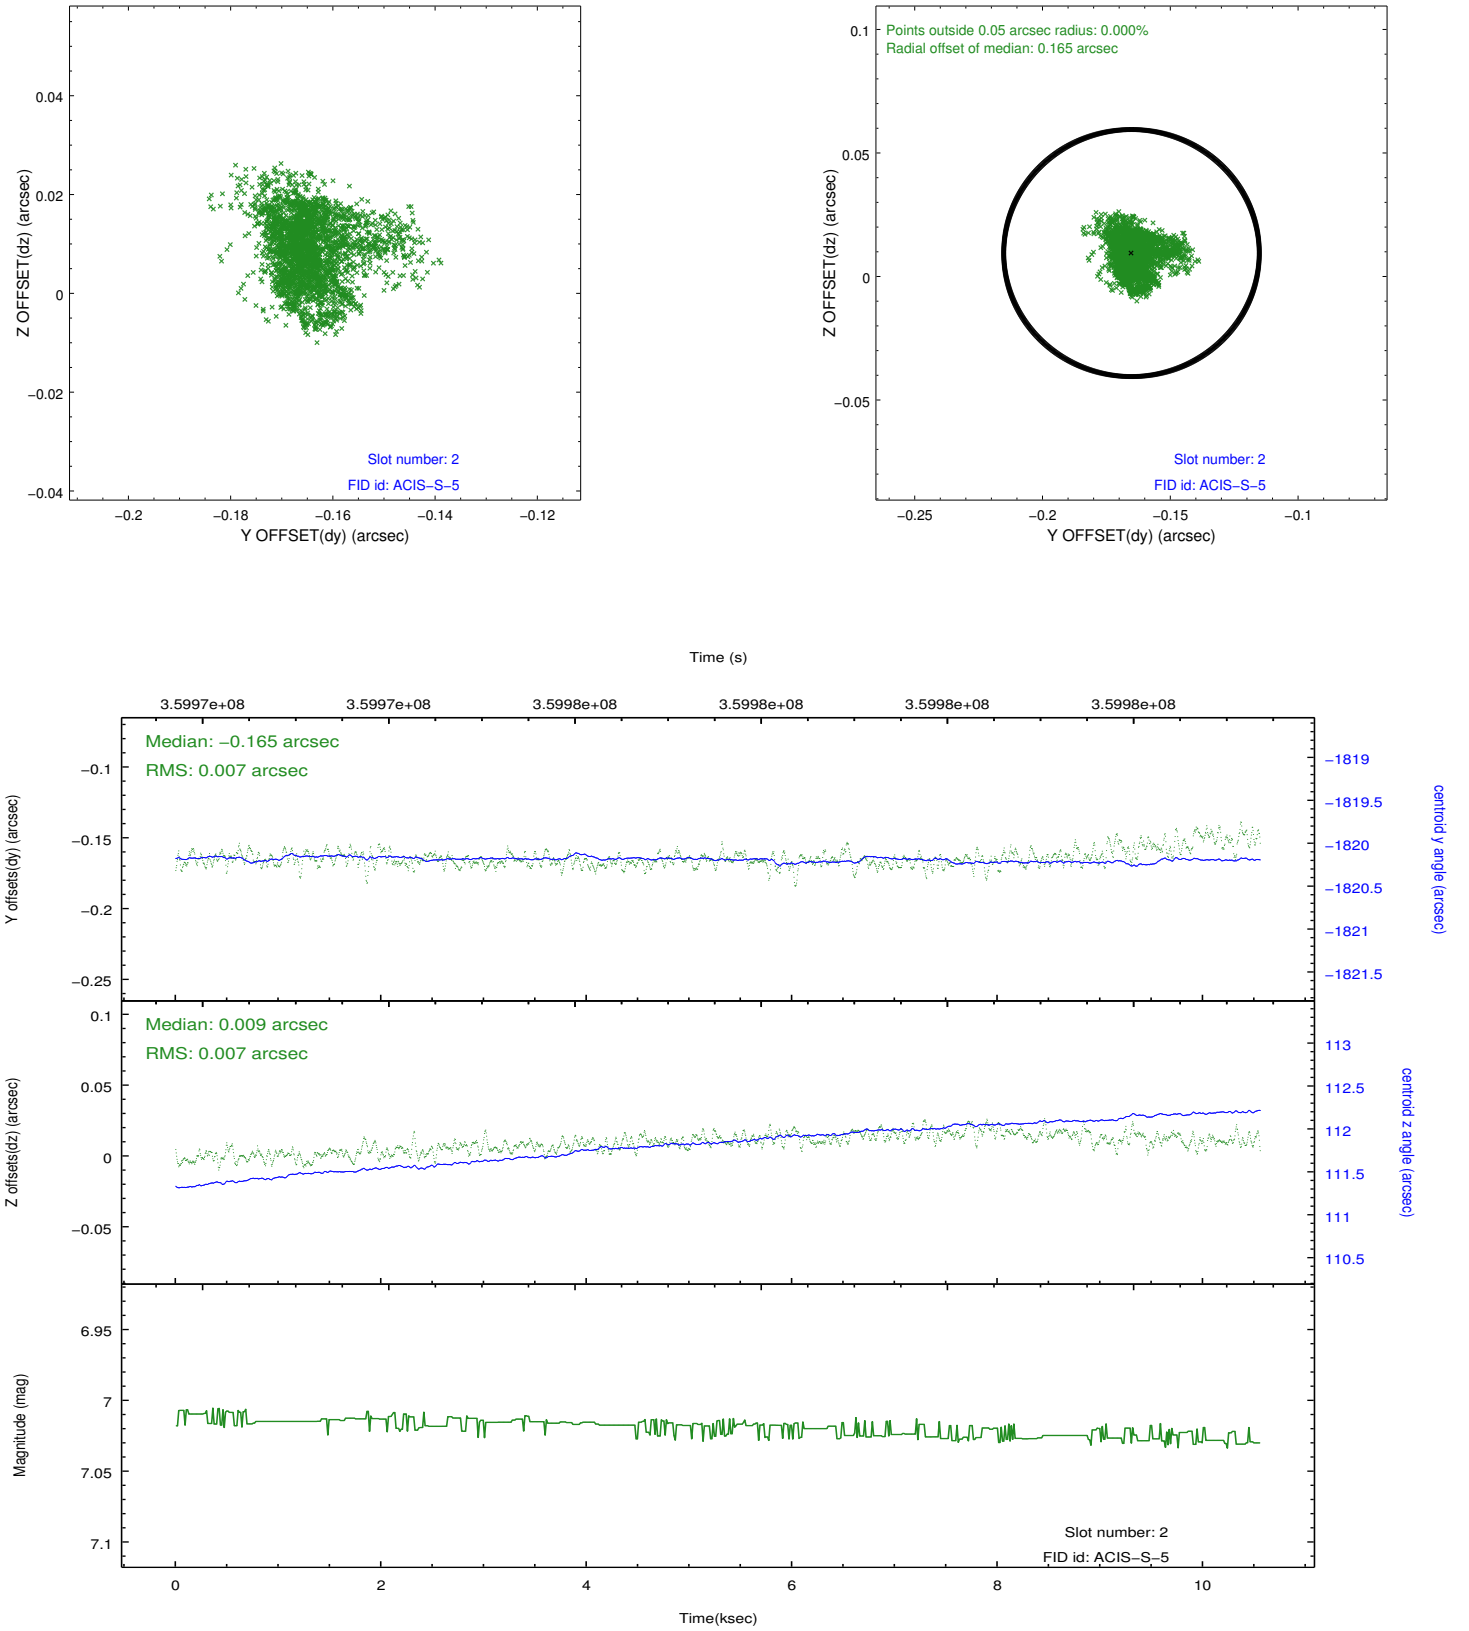 0.04
0.02
0
−0.02
−0.04
Z OFFSET(dz) (arcsec)
Slot number: 2
FID id: ACIS−S−5
−0.2
−0.18
−0.16
−0.14
−0.12
Y OFFSET(dy) (arcsec)
Points outside 0.05 arcsec radius: 0.000%
Radial offset of median: 0.165 arcsec
0.1
0.05
0
−0.05
Z OFFSET(dz) (arcsec)
Slot number: 2
FID id: ACIS−S−5
−0.25
−0.2
−0.15
−0.1
Y OFFSET(dy) (arcsec)
Time (s)
3.5997e+08
3.5997e+08
3.5998e+08
3.5998e+08
3.5998e+08
3.5998e+08
Median: −0.165 arcsec
RMS: 0.007 arcsec
−0.1
−0.15
−0.2
−0.25
Y offsets(dy) (arcsec)
−1819
−1819.5
−1820
−1820.5
−1821
−1821.5
centroid y angle (arcsec)
Median: 0.009 arcsec
RMS: 0.007 arcsec
0.1
0.05
0
−0.05
Z offsets(dz) (arcsec)
113
112.5
112
111.5
111
110.5
centroid z angle (arcsec)
6.95
7
7.05
7.1
Magnitude (mag)
Slot number: 2
FID id: ACIS−S−5
0
2
4
6
8
10
Time(ksec)